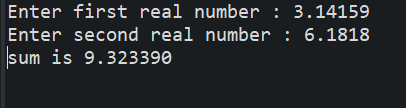 Enter first real number : 3.14159
Enter second real number : 6.1818
sum is 9.323390